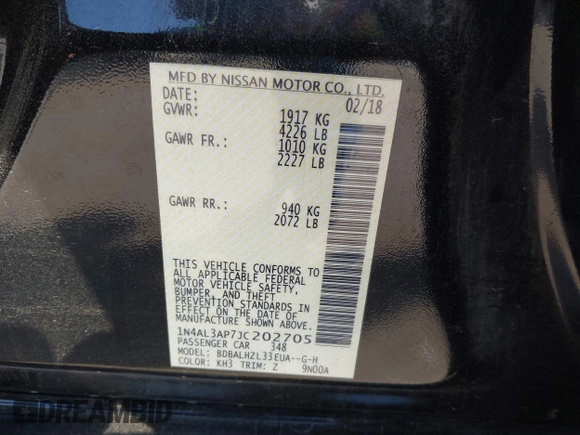 MFD BY NISSAN MOTOR CO., LTD.
DATE: 02/18
GVWR: 1917 KG
4226 LB
GAWR FR.: 1010 KG
2227 LB
GAWR RR.: 940 KG
2072 LB
THIS VEHICLE CONFORMS TO
ALL APPLICABLE FEDERAL
MOTOR VEHICLE SAFETY,
BUMPER, AND THEFT
PREVENTION STANDARDS IN
EFFECT ON THE DATE OF
MANUFACTURE SHOWN ABOVE.
1N4AL3AP7JC202705
PASSENGER CAR 348
MODEL: BDBALHZL33EUA--G-H
COLOR: KH3 TRIM: Z 9N00A
DREAMBID